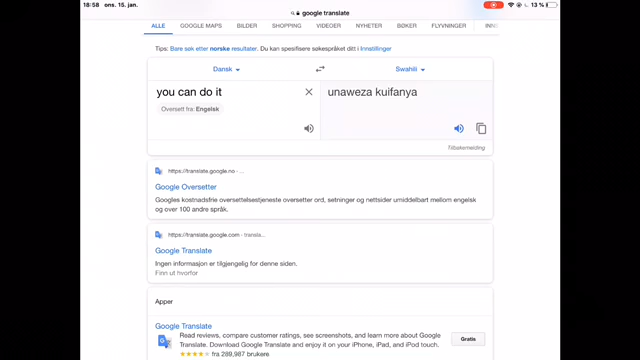 18:58 ons. 15. jan.
google translate
13 %
ALLE GOOGLE MAPS BILDER SHOPPING VIDEOER NYHETER BØKER FLYVNINGER INN
Tips: Bare søk etter norske resultater. Du kan spesifisere søkespråket ditt i Innstillinger
Dansk Swahili
you can do it unaweza kuifanya
Oversett fra: Engelsk
Tilbakemelding
https://translate.google.no › ...
Google Oversetter
Googles kostnadsfrie oversettelsestjeneste oversetter ord, setninger og nettsider umiddelbart mellom engelsk
og over 100 andre språk.
https://translate.google.com › transla...
Google Translate
Ingen informasjon er tilgjengelig for denne siden.
Finn ut hvorfor
Apper
Google Translate
Read reviews, compare customer ratings, see screenshots, and learn more about Google
Translate. Download Google Translate and enjoy it on your iPhone, iPad, and iPod touch.
fra 289,987 brukere
Gratis